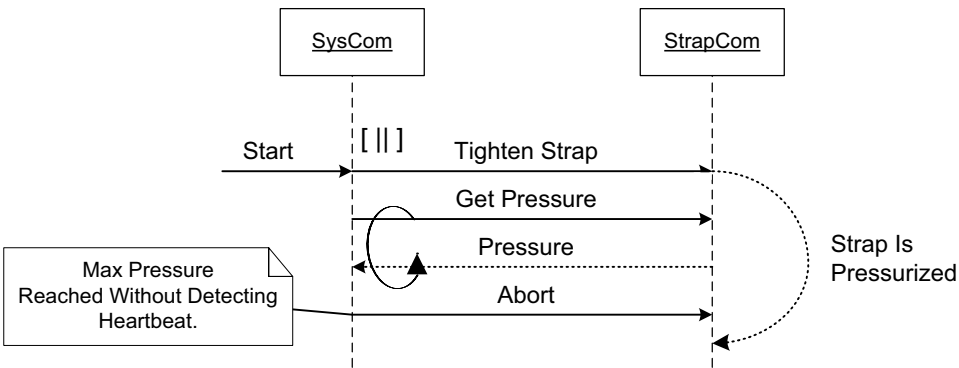 SysCom
StrapCom
Start
[ || ]
Tighten Strap
Get Pressure
Pressure
Strap Is
Pressurized
Max Pressure
Reached Without Detecting
Heartbeat.
Abort